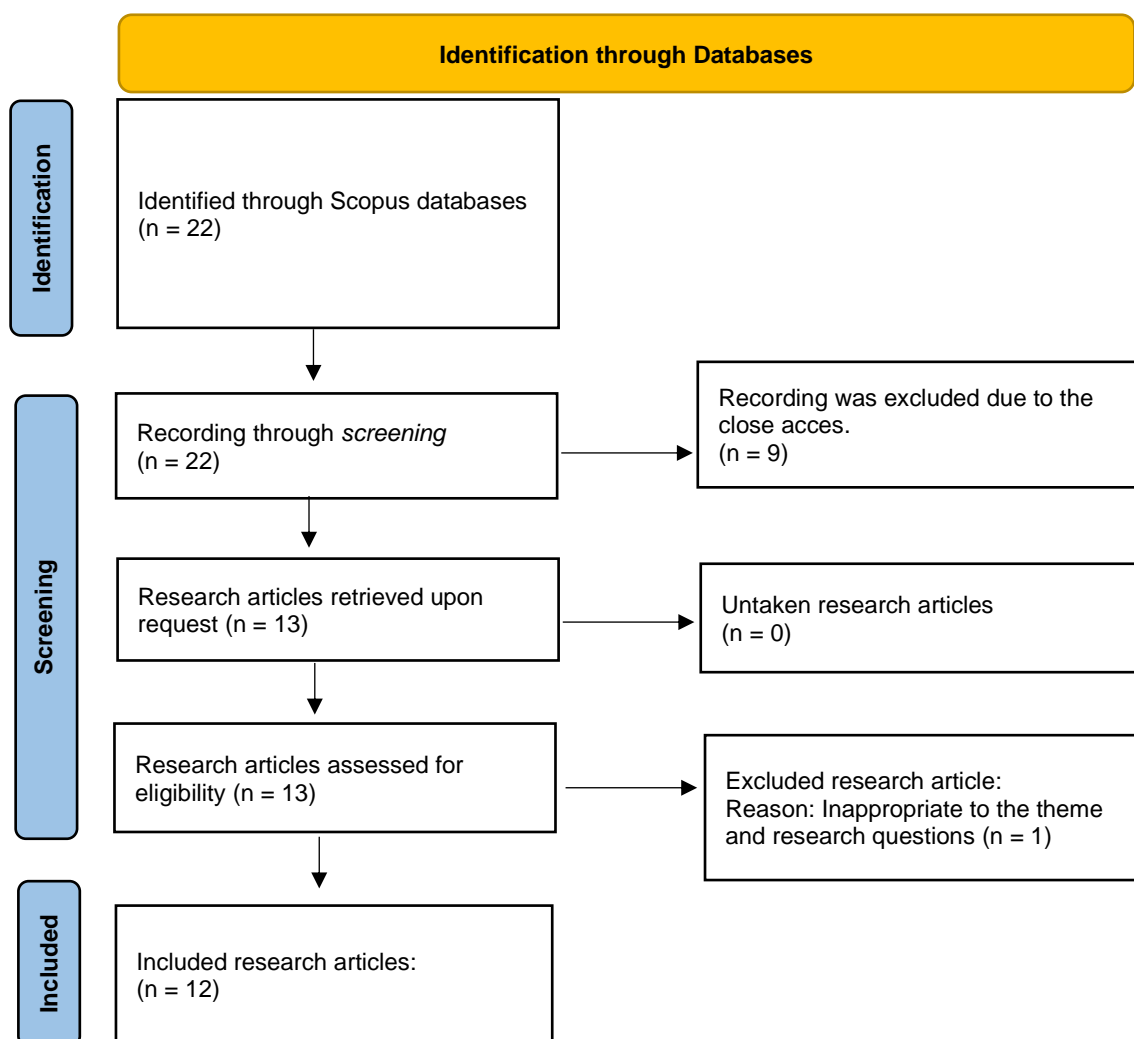 Identification through Databases
Identification
Identified through Scopus databases
(n = 22)
Screening
Recording through screening
(n = 22)
Recording was excluded due to the
close acces.
(n = 9)
Research articles retrieved upon
request (n = 13)
Untaken research articles
(n = 0)
Research articles assessed for
eligibility (n = 13)
Excluded research article:
Reason: Inappropriate to the theme
and research questions (n = 1)
Included
Included research articles:
(n = 12)